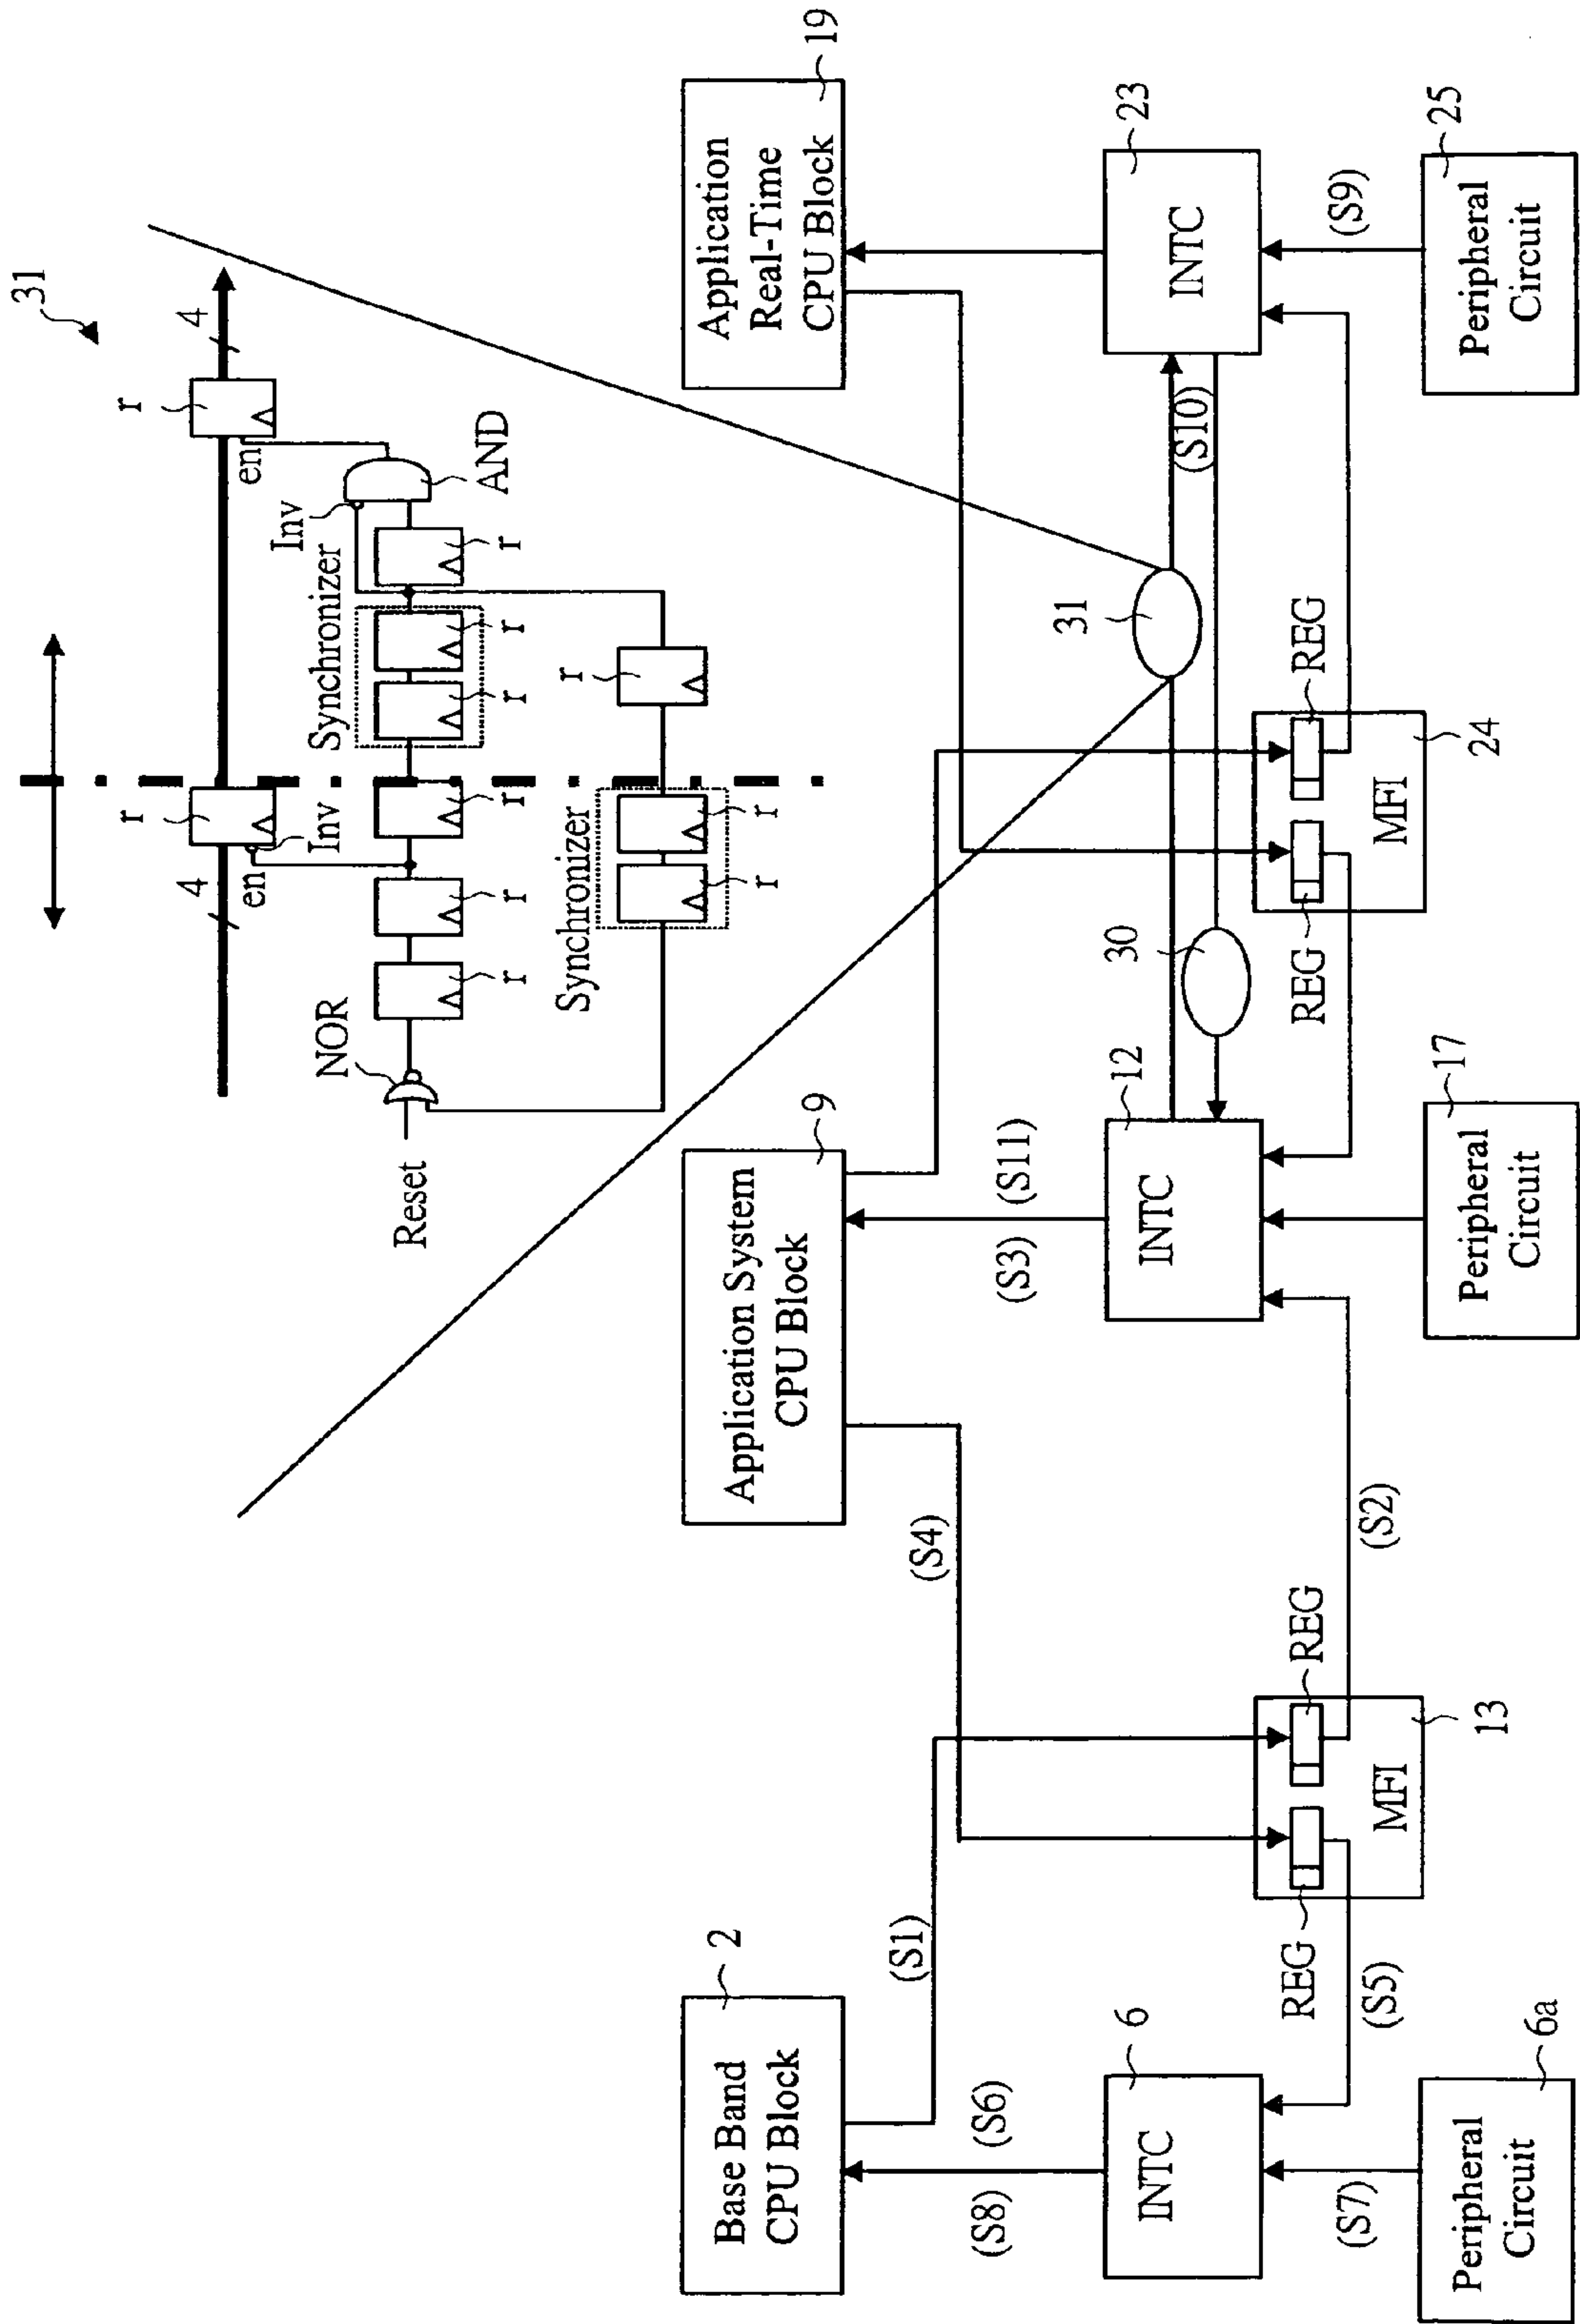 31
4
r
4
r
en
Inv
en
Inv
AND
Synchronizer
NOR
r
r
r
r
r
r
Reset
Synchronizer
r
r
r
Base Band
CPU Block
2
Application System
CPU Block
9
Application
Real-Time
CPU Block
19
(S1)
(S4)
(S8)
(S6)
(S3)
(S11)
31
30
(S10)
INTC
6
INTC
12
INTC
23
REG
REG
MFI
13
REG
REG
MFI
24
(S5)
(S2)
(S7)
(S9)
Peripheral
Circuit
6a
Peripheral
Circuit
17
Peripheral
Circuit
25